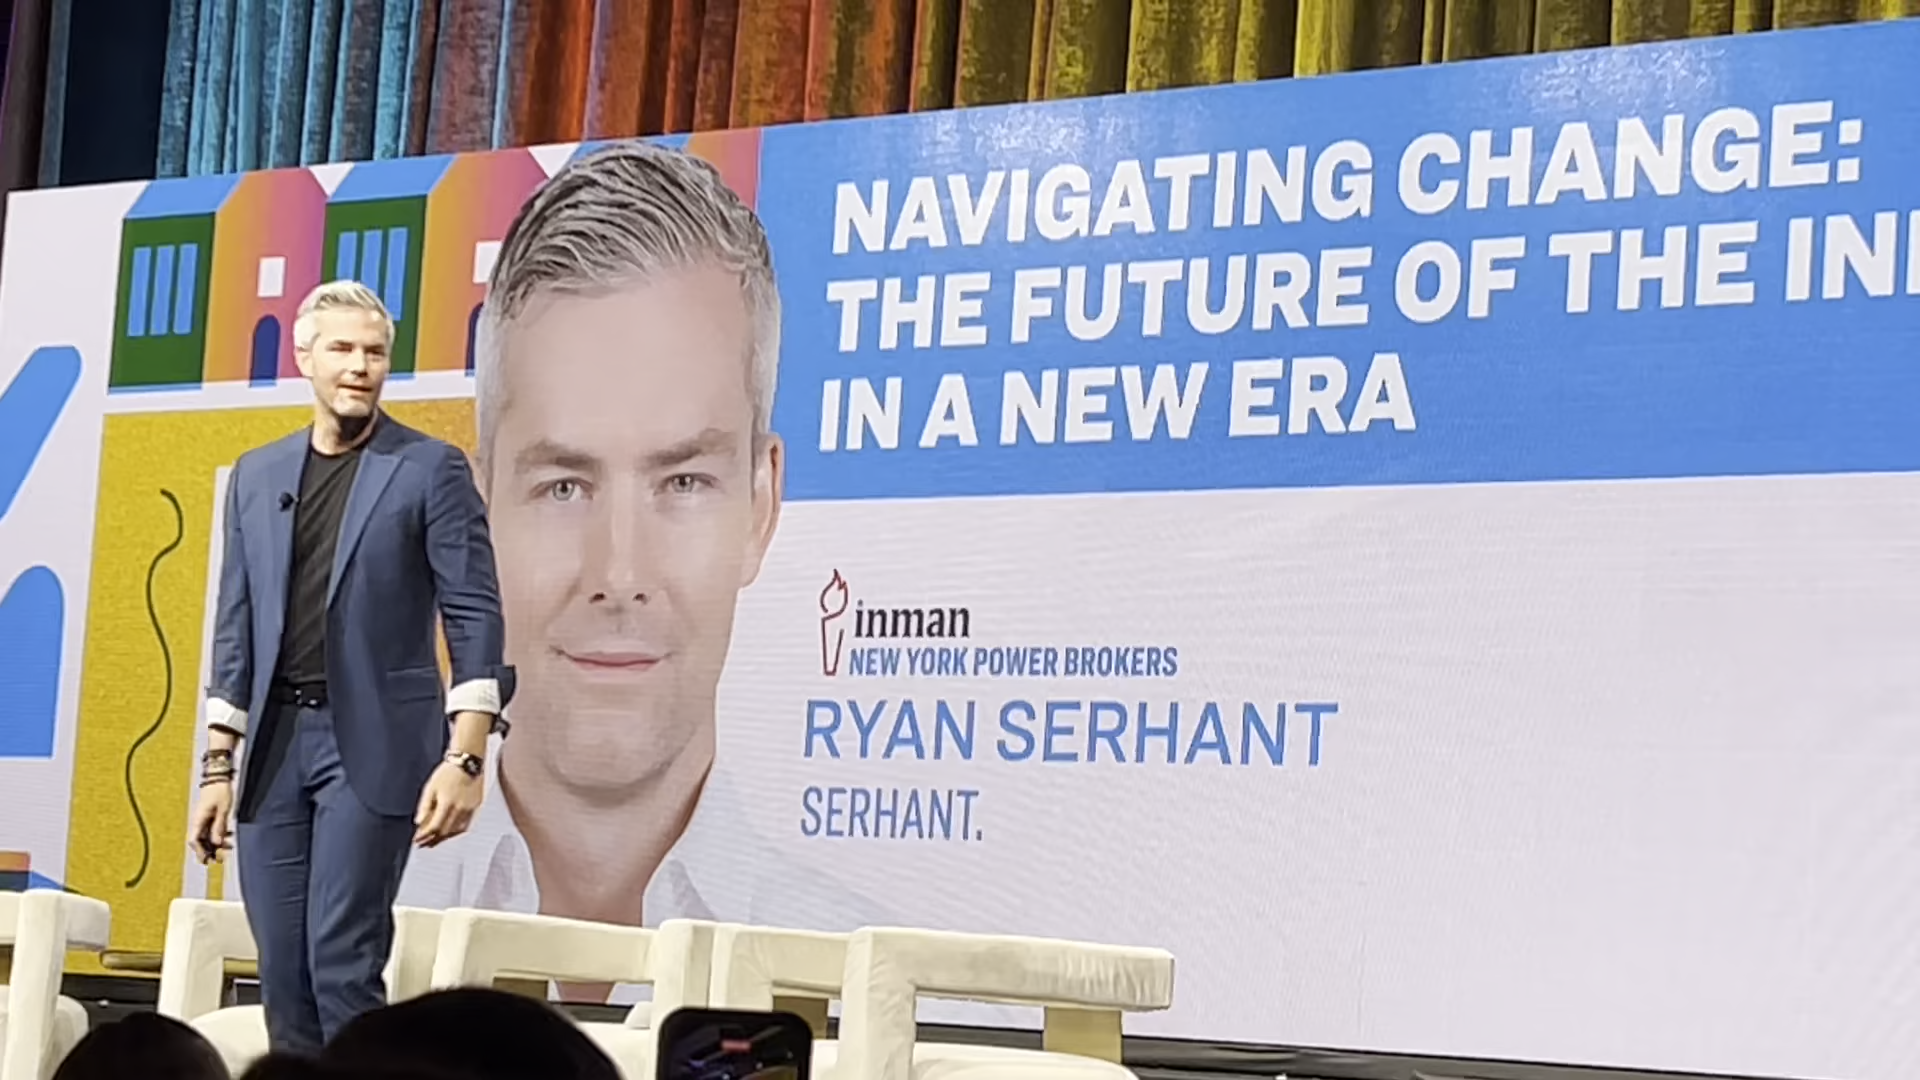 NAVIGATING CHANGE:
THE FUTURE OF THE
IN A NEW ERA
inman
NEW YORK POWER BROKERS
RYAN SERHANT
SERHANT.